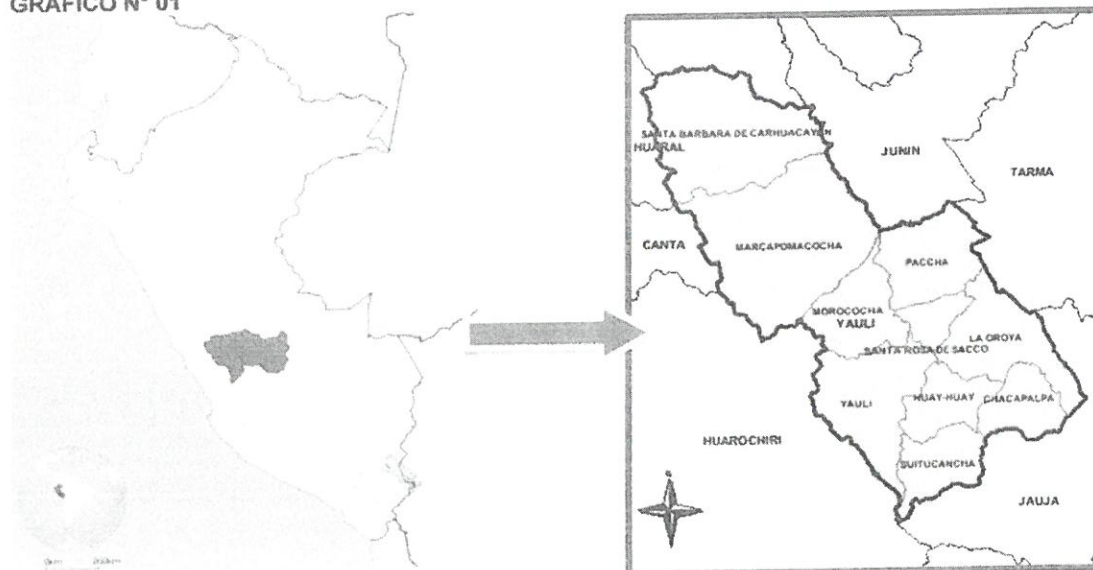 GRÁFICO N° 01
SANTA BARBARA DE CARHUACAYAN
HUARAL
JUNIN
TARMA
CANTA
MARCAPOMACOCHA
PACCHA
MOROCOCHA
YAULI
LA OROYA
SANTA ROSA DE SACCO
YAULI
HUAY-HUAY
CHACAPALPA
HUAROCHIRI
SUITUCANCHA
JAUJA